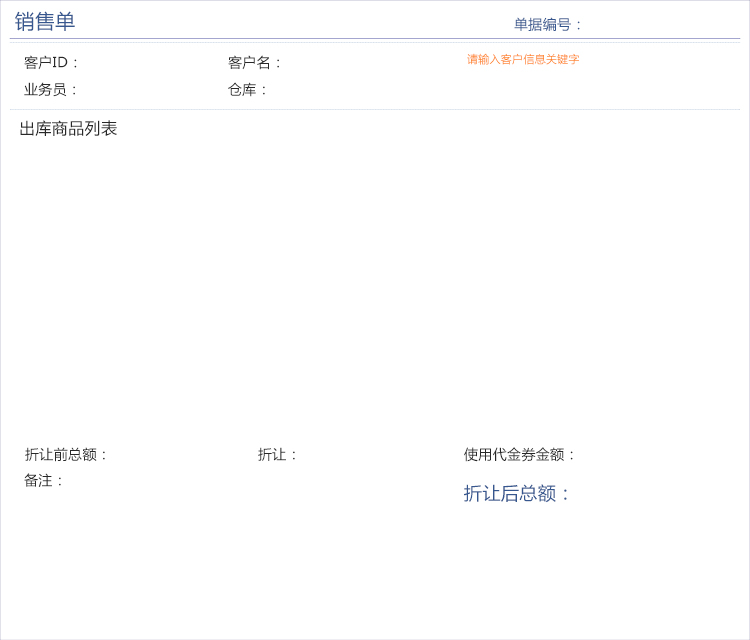 销售单
单据编号：
客户ID：
客户名：
请输入客户信息关键字
业务员：
仓库：
出库商品列表
折让前总额：
折让：
使用代金券金额：
备注：
折让后总额：